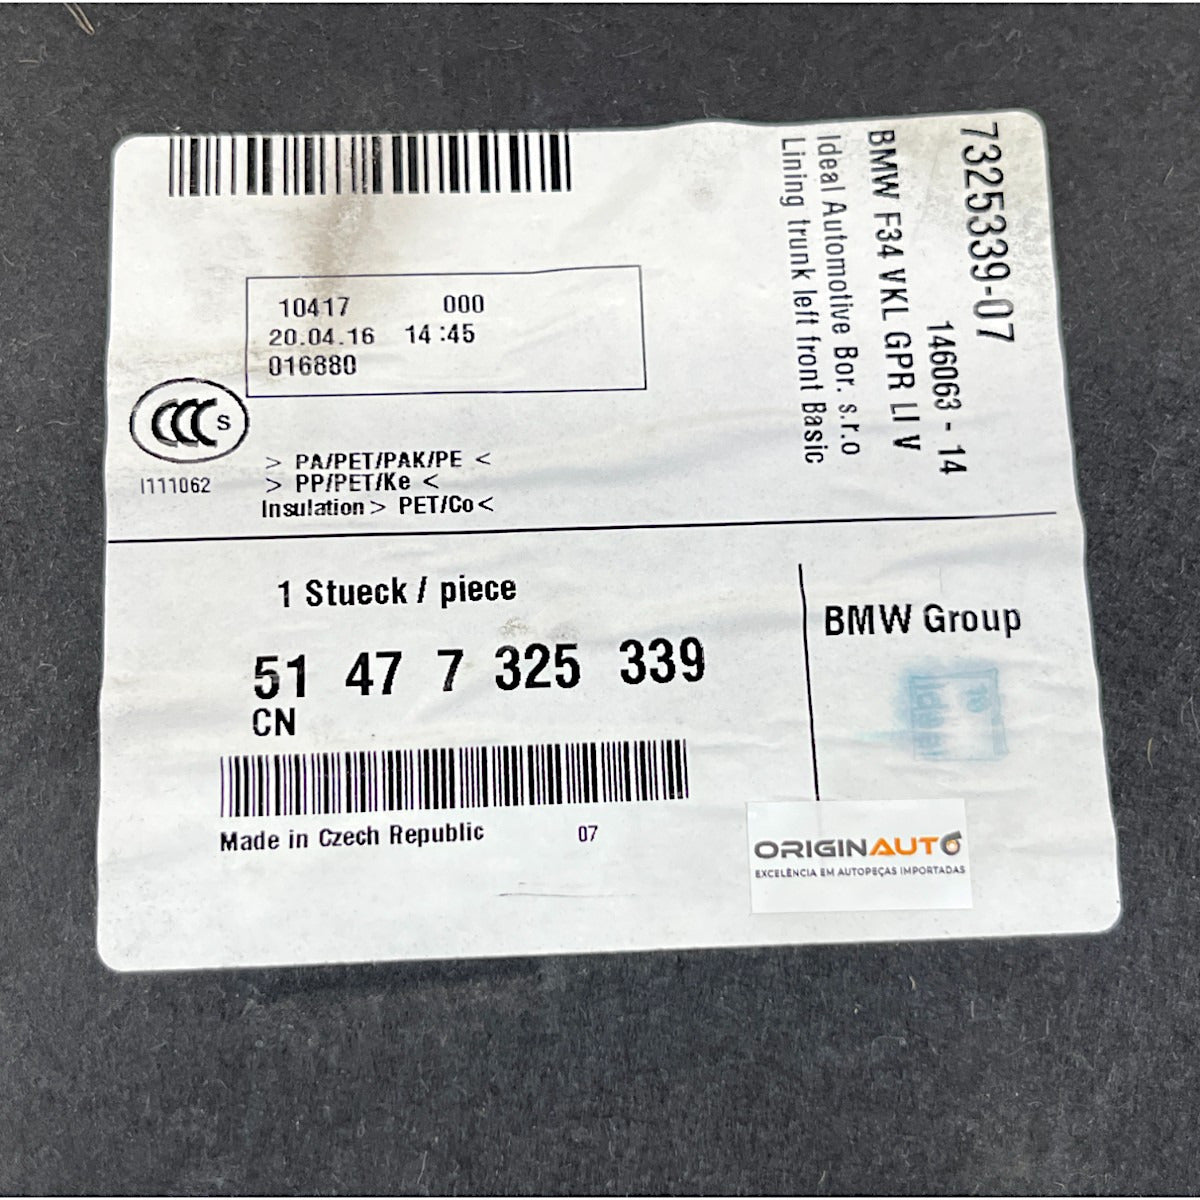 7325339-07
146063 - 14
BMW F34 VKL GPR LI V
Ideal Automotive Bor. s.r.o
Lining trunk left front Basic
10417 000
20.04.16 14:45
016880
CCC S
I111062
> PA/PET/PAK/PE <
> PP/PET/Ke <
Insulation > PET/Co <
1 Stueck / piece
51 47 7 325 339
CN
Made in Czech Republic 07
BMW Group
ORIGINAUTO
EXCELÊNCIA EM AUTOPEÇAS IMPORTADAS